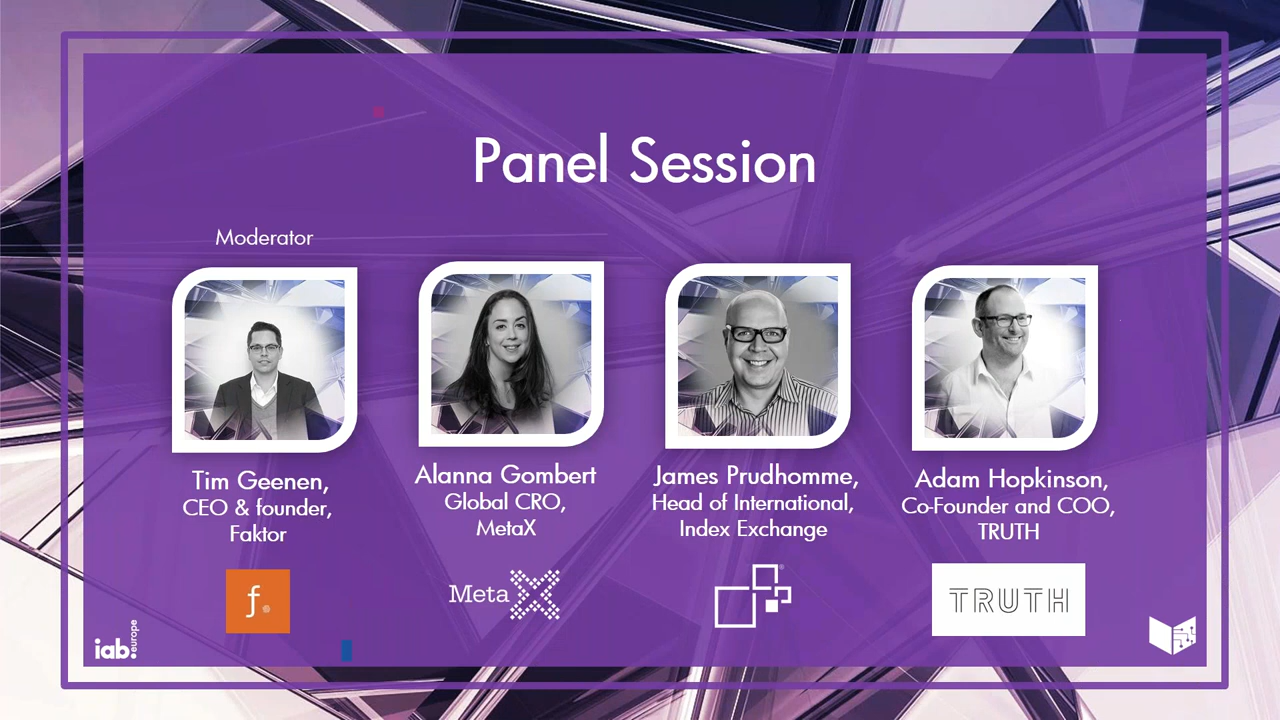 Panel Session
Moderator
Tim Geenen,
CEO & founder,
Faktor
Alanna Gombert
Global CRO,
MetaX
James Prudhomme,
Head of International,
Index Exchange
Adam Hopkinson,
Co-Founder and COO,
TRUTH
f
Meta X
TRUTH
iab.
europe